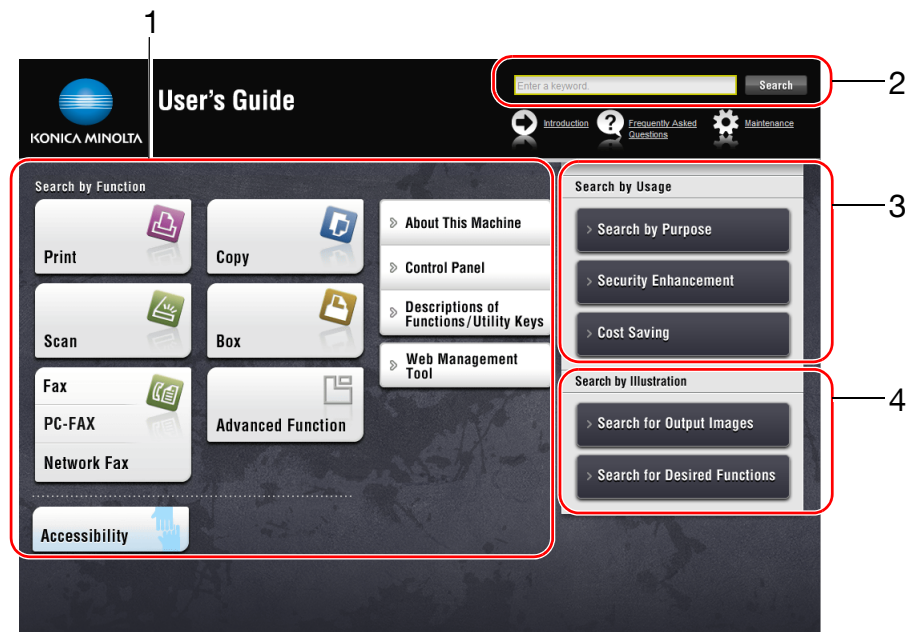 1
2
KONICA MINOLTA
User's Guide
Enter a keyword.
Search
Introduction
Frequently Asked
Questions
Maintenance
Search by Function
Print
Copy
Scan
Box
Fax
PC-FAX
Network Fax
Advanced Function
Accessibility
About This Machine
Control Panel
Descriptions of
Functions/Utility Keys
Web Management
Tool
3
Search by Usage
Search by Purpose
Security Enhancement
Cost Saving
4
Search by Illustration
Search for Output Images
Search for Desired Functions